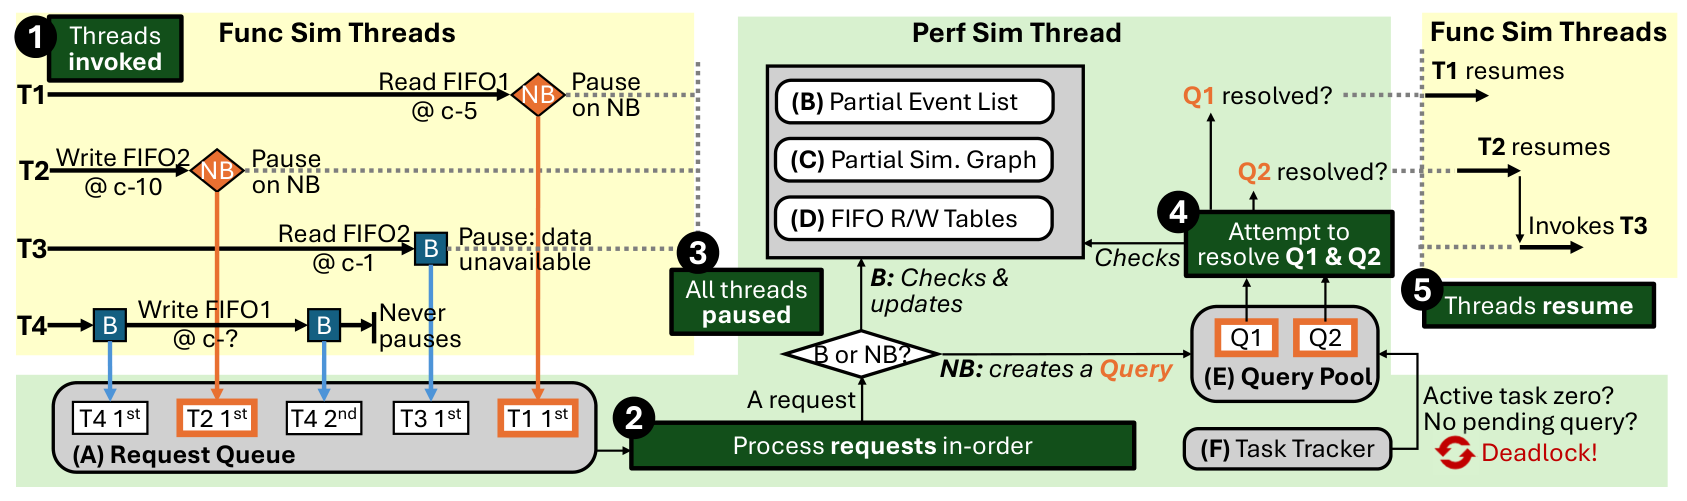 1
Threads
invoked
Func Sim Threads
T1
Read FIFO1
@ c-5
NB
Pause
on NB
T2
Write FIFO2
@ c-10
NB
Pause
on NB
T3
Read FIFO2
@ c-1
B
Pause: data
unavailable
T4
B
Write FIFO1
@ c-?
B
Never
pauses
T4 1st
T2 1st
T4 2nd
T3 1st
T1 1st
(A) Request Queue
3
All threads
paused
2
Process requests in-order
Perf Sim Thread
(B) Partial Event List
(C) Partial Sim. Graph
(D) FIFO R/W Tables
B: Checks &
updates
B or NB?
A request
NB: creates a Query
Q1 resolved?
Q2 resolved?
4
Attempt to
resolve Q1 & Q2
Checks
Q1
Q2
(E) Query Pool
(F) Task Tracker
Active task zero?
No pending query?
Deadlock!
Func Sim Threads
T1 resumes
T2 resumes
Invokes T3
5
Threads resume